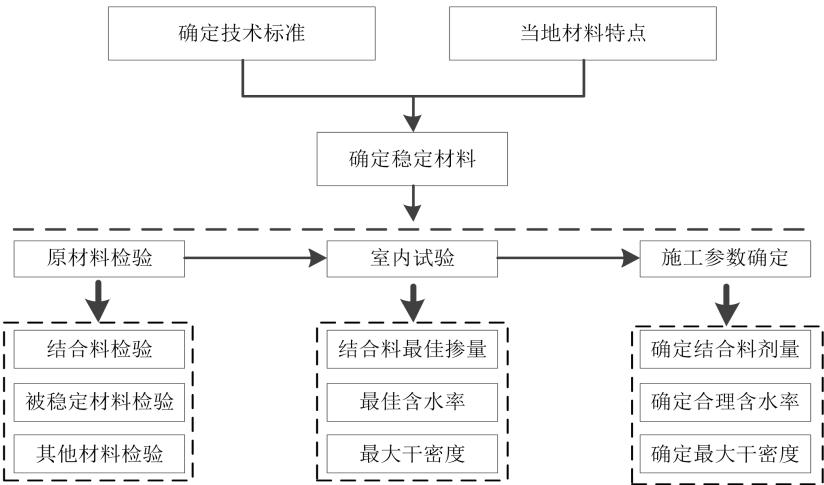 确定技术标准
当地材料特点
确定稳定材料
原材料检验
室内试验
施工参数确定
结合料检验
被稳定材料检验
其他材料检验
结合料最佳掺量
最佳含水率
最大干密度
确定结合料剂量
确定合理含水率
确定最大干密度